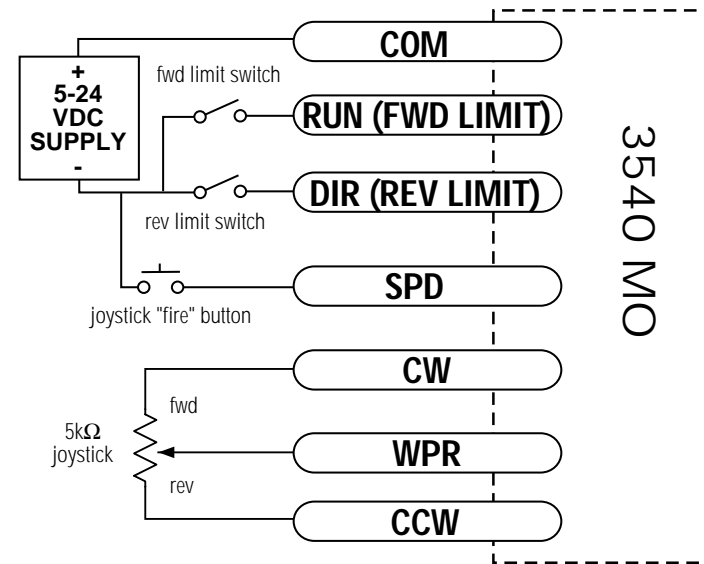 COM
+
5-24
VDC
SUPPLY
-
fwd limit switch
RUN (FWD LIMIT)
DIR (REV LIMIT)
rev limit switch
SPD
joystick "fire" button
CW
fwd
5kΩ
joystick
WPR
rev
CCW
3540 MO